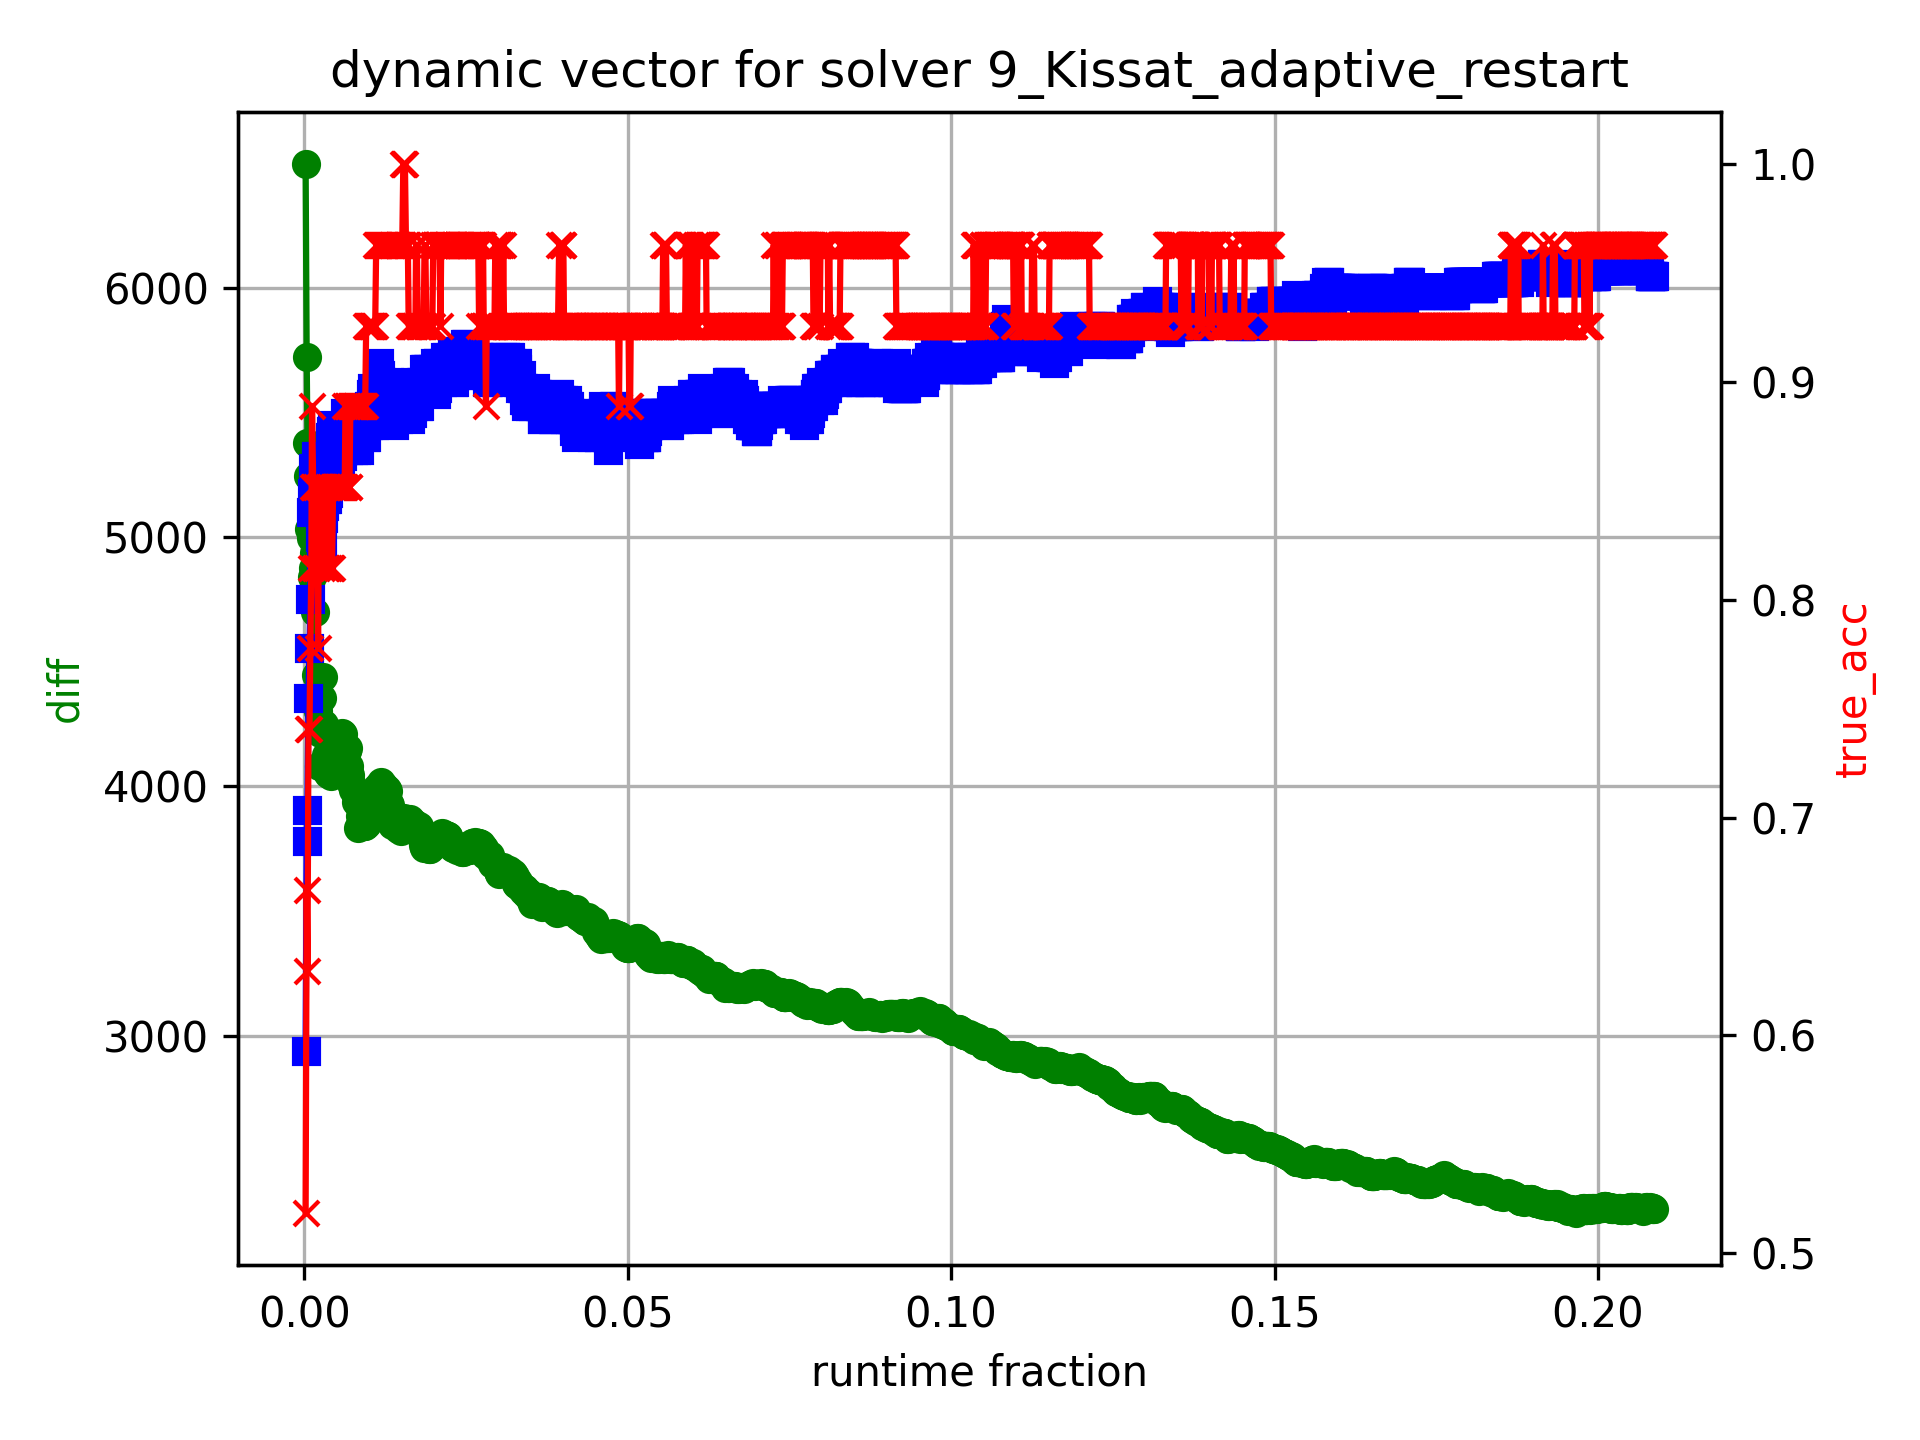 dynamic vector for solver 9_Kissat_adaptive_restart
6000
5000
4000
3000
diff
1.0
0.9
0.8
0.7
0.6
0.5
true_acc
0.00 0.05 0.10 0.15 0.20
runtime fraction